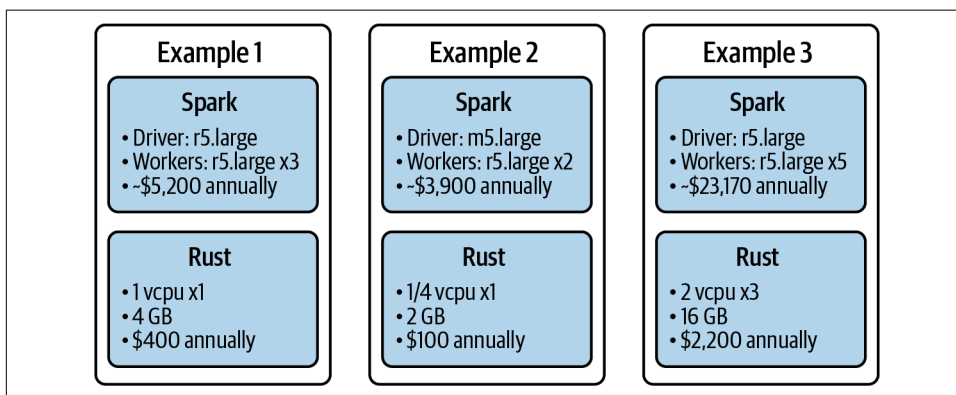 Example 1
Spark
• Driver: r5.large
• Workers: r5.large x3
• ~$5,200 annually
Rust
• 1 vcpu x1
• 4 GB
• $400 annually
Example 2
Spark
• Driver: m5.large
• Workers: r5.large x2
• ~$3,900 annually
Rust
• 1/4 vcpu x1
• 2 GB
• $100 annually
Example 3
Spark
• Driver: r5.large
• Workers: r5.large x5
• ~$23,170 annually
Rust
• 2 vcpu x3
• 16 GB
• $2,200 annually